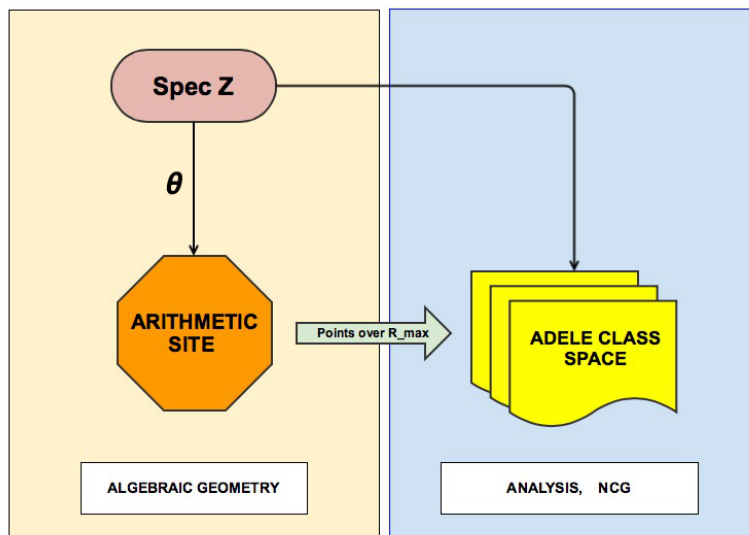 Spec Z
θ
ARITHMETIC
SITE
Points over R_max
ADELE CLASS
SPACE
ALGEBRAIC GEOMETRY
ANALYSIS, NCG